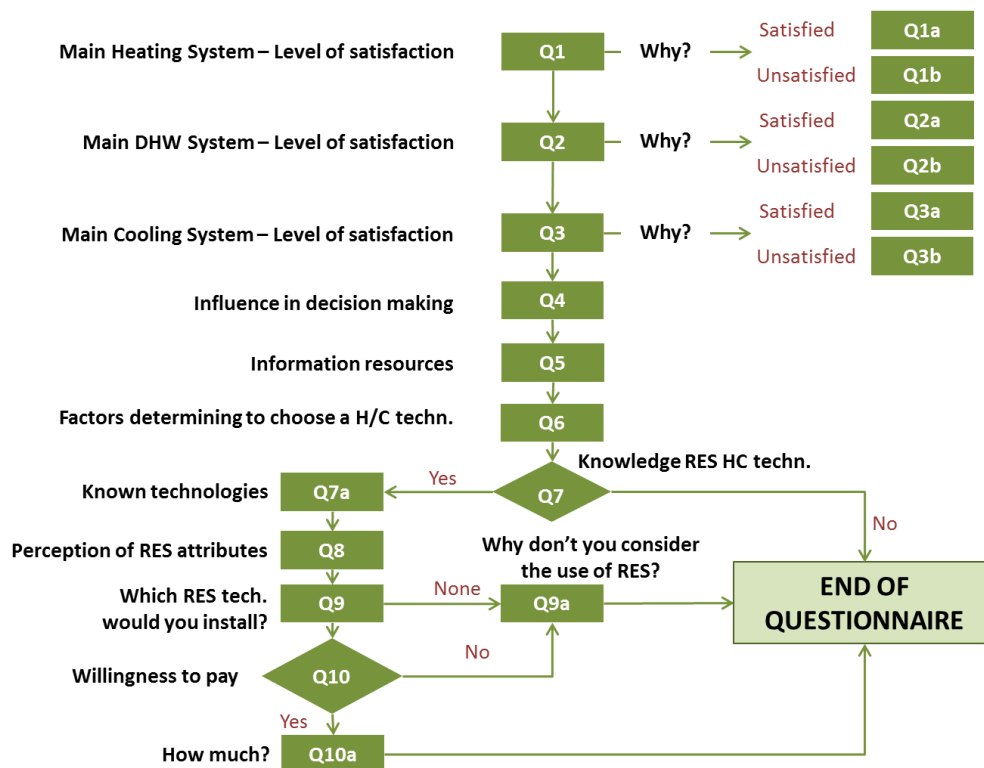 Main Heating System – Level of satisfaction
Q1
Why?
Satisfied
Q1a
Unsatisfied
Q1b
Main DHW System – Level of satisfaction
Q2
Why?
Satisfied
Q2a
Unsatisfied
Q2b
Main Cooling System – Level of satisfaction
Q3
Why?
Satisfied
Q3a
Unsatisfied
Q3b
Influence in decision making
Q4
Information resources
Q5
Factors determining to choose a H/C techn.
Q6
Knowledge RES HC techn.
Q7
Yes
No
Known technologies
Q7a
Perception of RES attributes
Q8
Which RES tech.
would you install?
Q9
None
Why don't you consider
the use of RES?
Q9a
END OF
QUESTIONNAIRE
Willingness to pay
Q10
No
Yes
How much?
Q10a